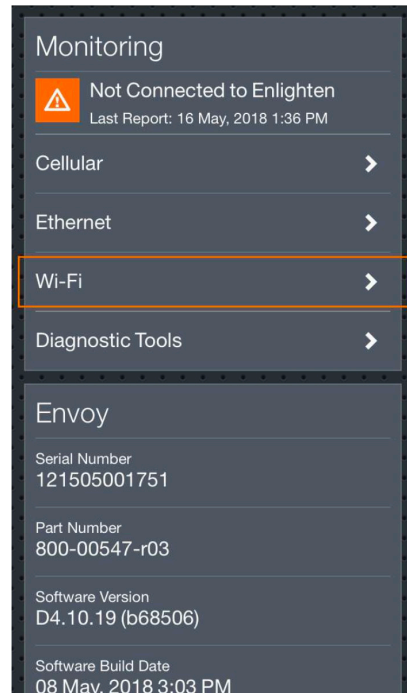 Monitoring
Not Connected to Enlighten
Last Report: 16 May, 2018 1:36 PM
Cellular
Ethernet
Wi-Fi
Diagnostic Tools
Envoy
Serial Number
121505001751
Part Number
800-00547-r03
Software Version
D4.10.19 (b68506)
Software Build Date
08 May, 2018 3:03 PM